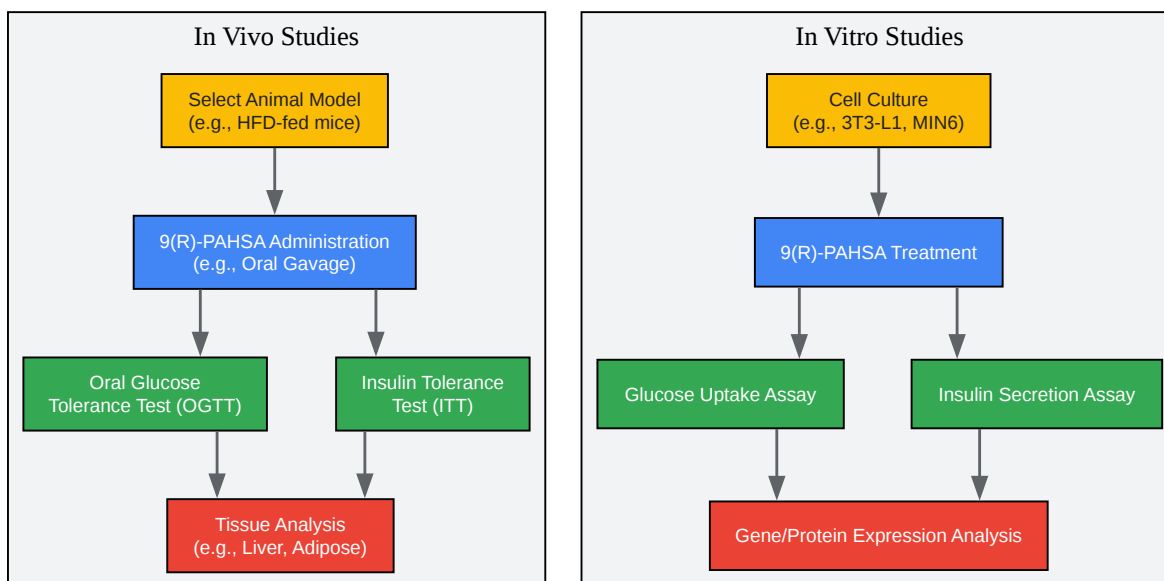 In Vivo Studies
Select Animal Model
(e.g., HFD-fed mice)
9(R)-PAHSA Administration
(e.g., Oral Gavage)
Oral Glucose
Tolerance Test (OGTT)
Insulin Tolerance
Test (ITT)
Tissue Analysis
(e.g., Liver, Adipose)
In Vitro Studies
Cell Culture
(e.g., 3T3-L1, MIN6)
9(R)-PAHSA Treatment
Glucose Uptake Assay
Insulin Secretion Assay
Gene/Protein Expression Analysis